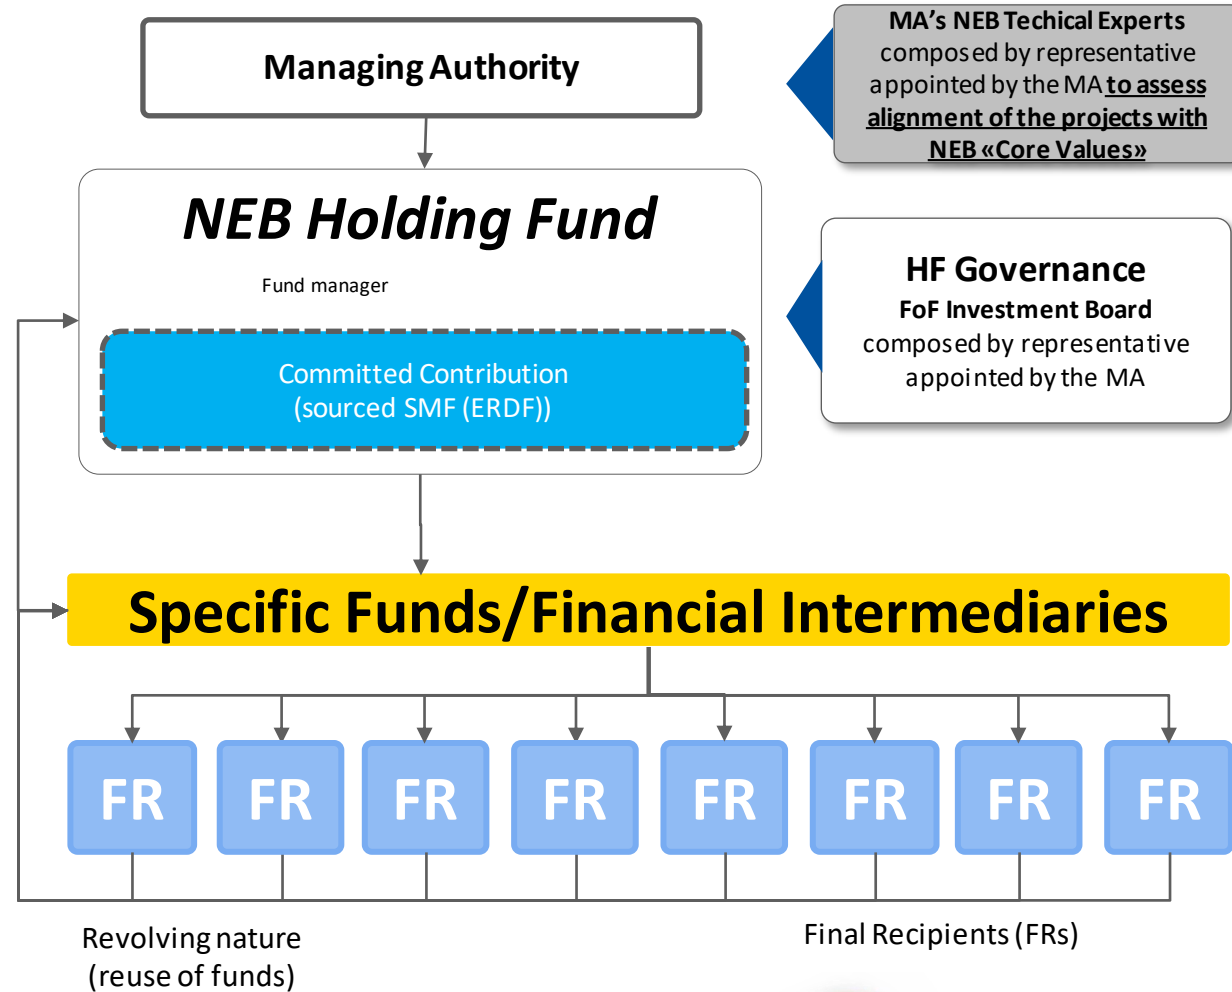 Managing Authority
MA's NEB Techical Experts
composed by representative
appointed by the MA to assess
alignment of the projects with
NEB «Core Values»
NEB Holding Fund
Fund manager
Committed Contribution
(sourced SMF (ERDF))
HF Governance
FoF Investment Board
composed by representative
appointed by the MA
Specific Funds/Financial Intermediaries
FR FR FR FR FR FR FR FR
Revolving nature
(reuse of funds)
Final Recipients (FRs)